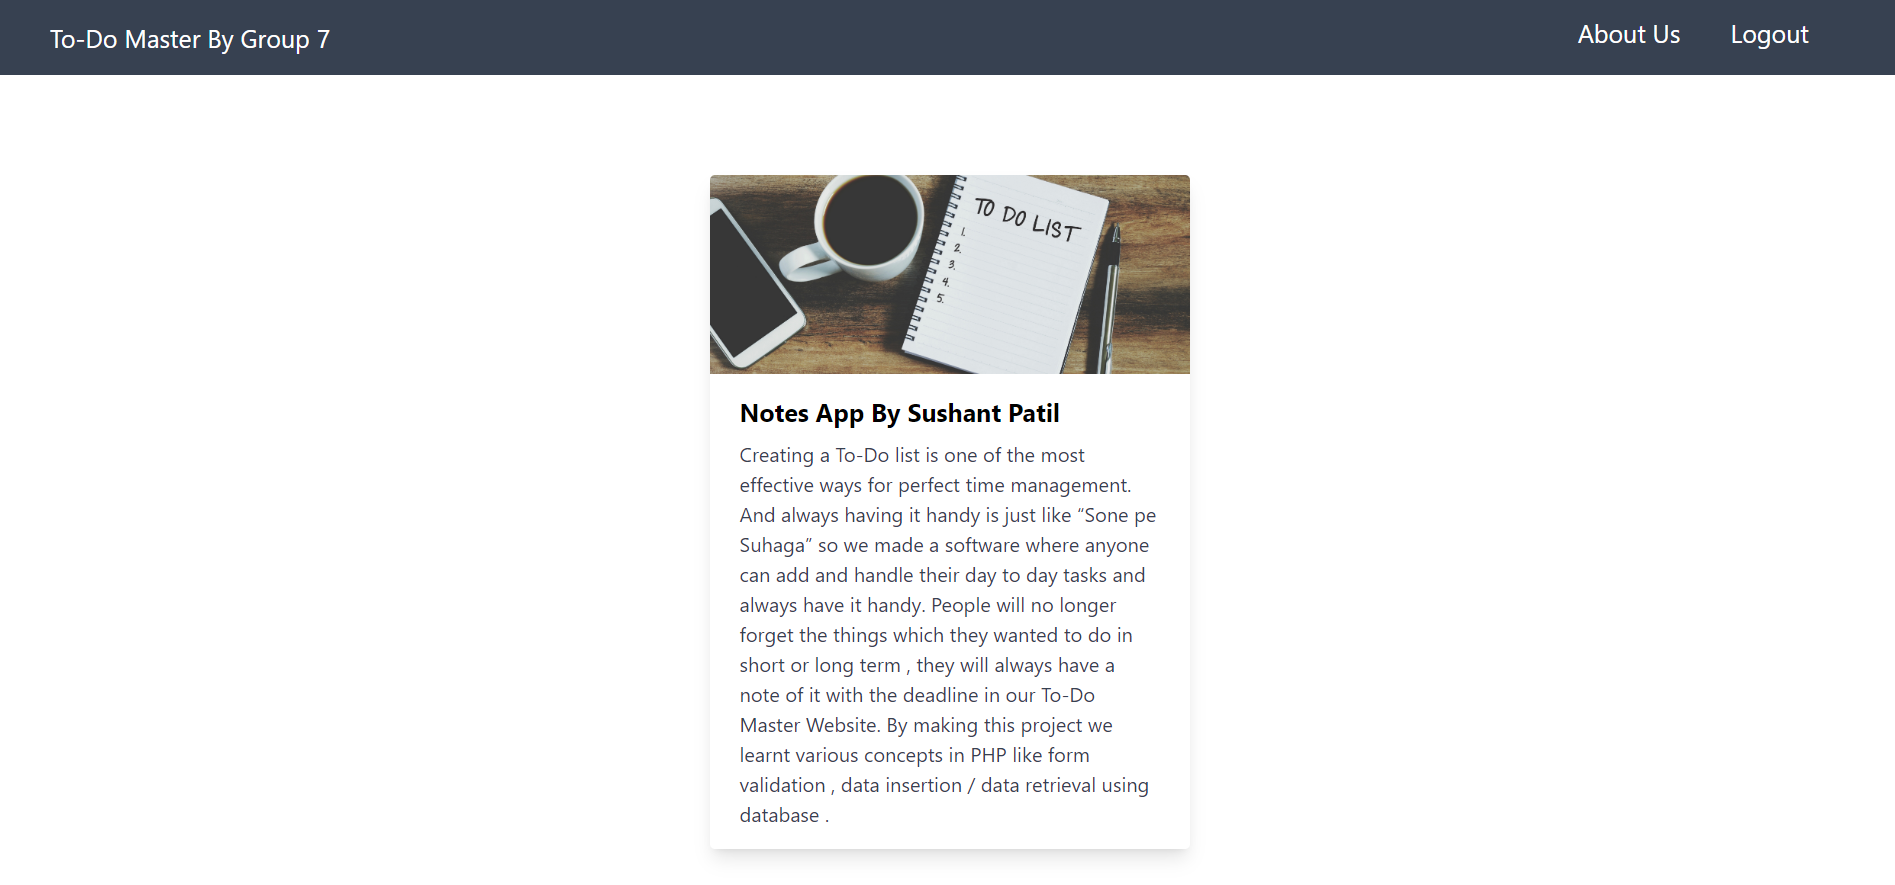 To-Do Master By Group 7
About Us
Logout
TO DO LIST
1.
2.
3.
4.
5.
Notes App By Sushant Patil
Creating a To-Do list is one of the most
effective ways for perfect time management.
And always having it handy is just like “Sone pe
Suhaga” so we made a software where anyone
can add and handle their day to day tasks and
always have it handy. People will no longer
forget the things which they wanted to do in
short or long term , they will always have a
note of it with the deadline in our To-Do
Master Website. By making this project we
learnt various concepts in PHP like form
validation , data insertion / data retrieval using
database .